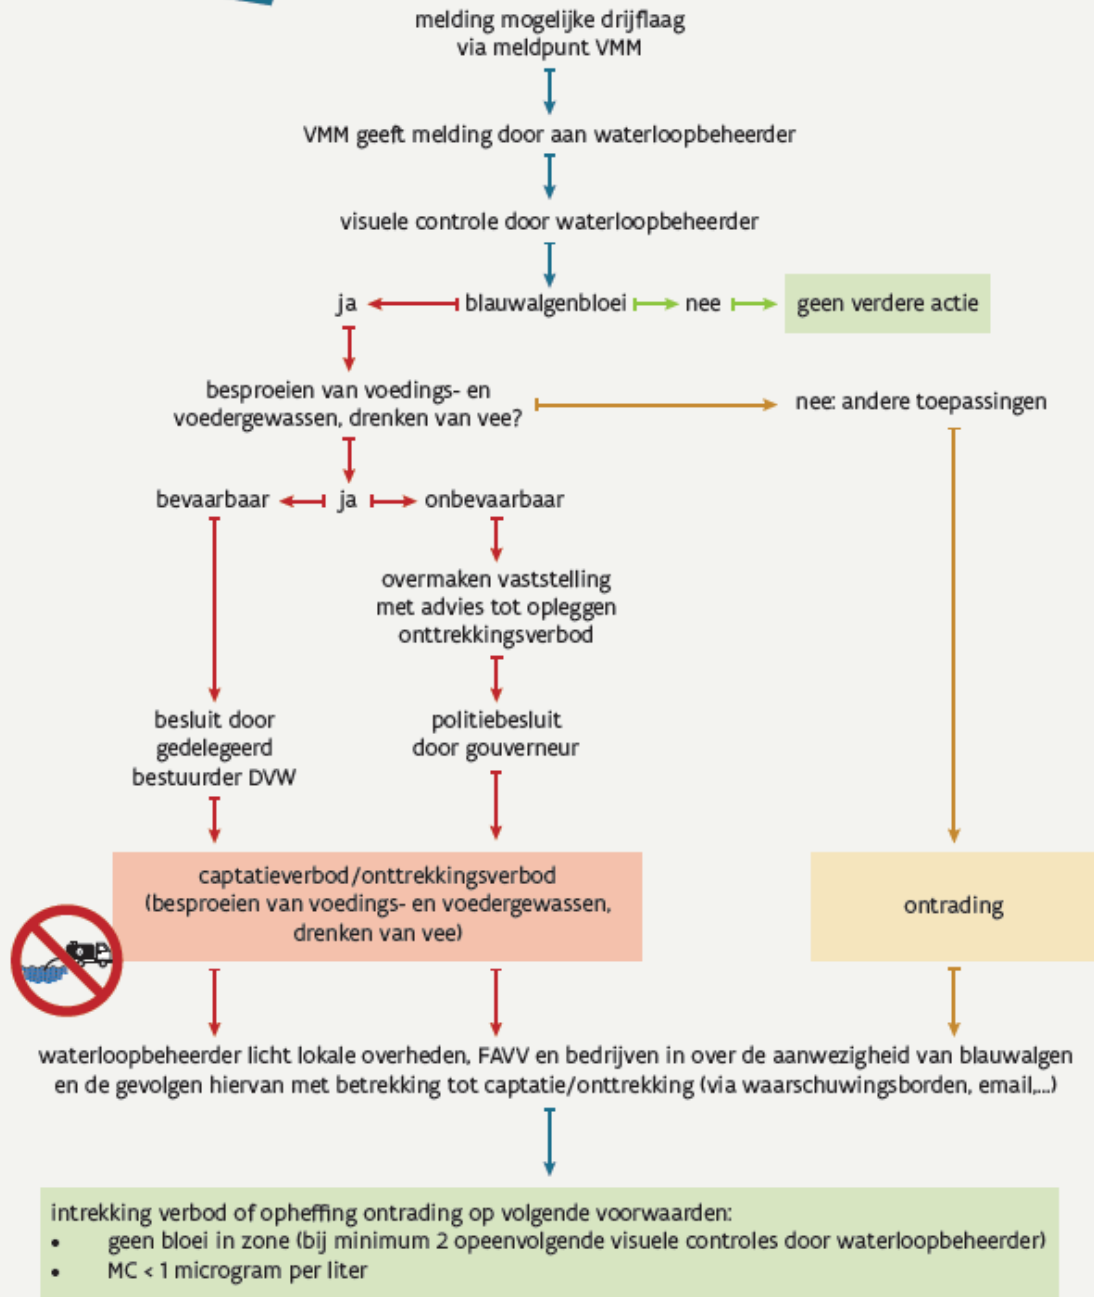 melding mogelijke drijflaag
via meldpunt VMM
VMM geeft melding door aan waterloopbeheerder
visuele controle door waterloopbeheerder
ja
blauwalgenbloei
nee
geen verdere actie
besproeien van voedings- en
voedergewassen, drenken van vee?
nee: andere toepassingen
bevaarbaar
ja
onbevaarbaar
overmaken vaststelling
met advies tot opleggen
onttrekkingsverbod
besluit door
gedelegeerd
bestuurder DVW
politiebesluit
door gouverneur
captatieverbod/onttrekkingsverbod
(besproeien van voedings- en voedergewassen,
drenken van vee)
ontrading
waterloopbeheerder licht lokale overheden, FAVV en bedrijven in over de aanwezigheid van blauwalgen
en de gevolgen hiervan met betrekking tot captatie/onttrekking (via waarschuwingsborden, email,...)
intrekking verbod of opheffing ontrading op volgende voorwaarden:
• geen bloei in zone (bij minimum 2 opeenvolgende visuele controles door waterloopbeheerder)
• MC < 1 microgram per liter